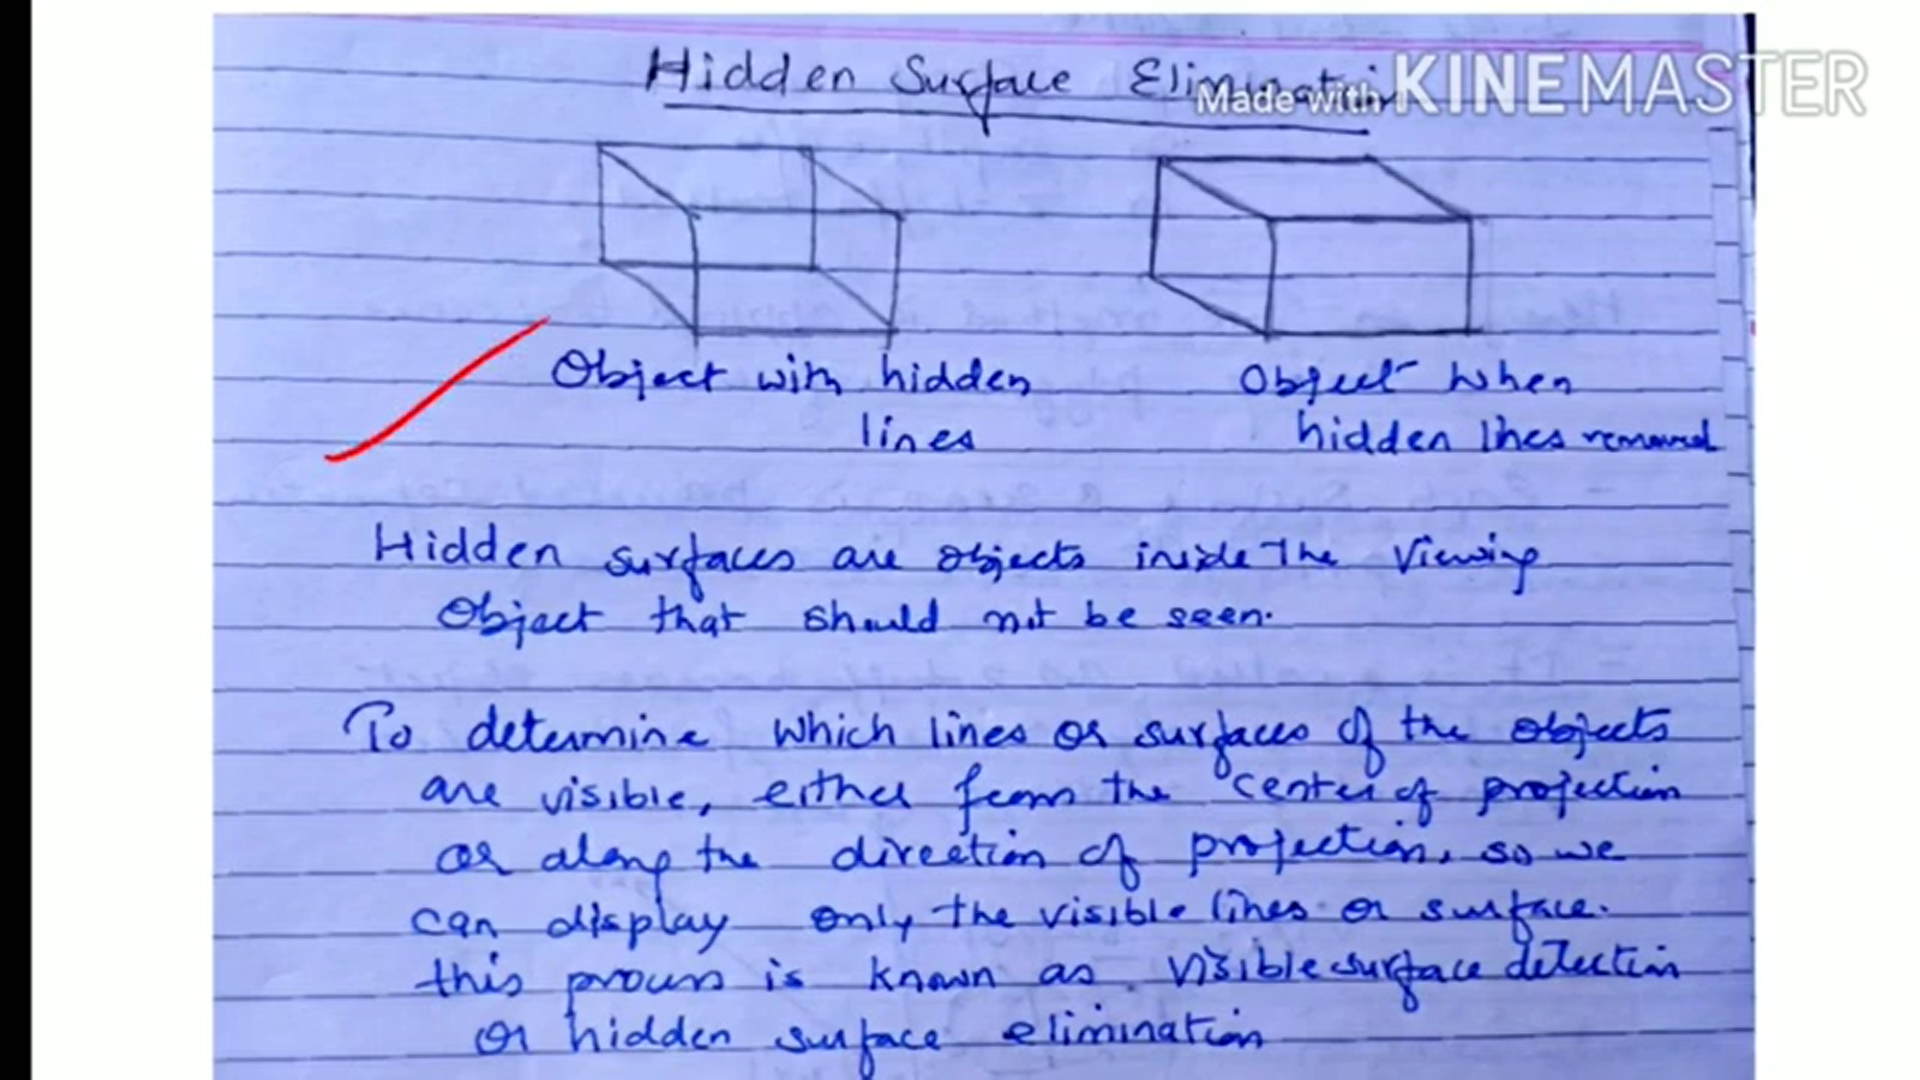 Hidden Surface Elimination
Made with KINEMASTER
Object with hidden
lines
Object when
hidden lines removed
Hidden surfaces are objects inside the viewing
object that should not be seen.
To determine which lines or surfaces of the objects
are visible, either from the center of projection
or along the direction of projection, so we
can display only the visible lines or surface.
this process is known as visible surface detection
or hidden surface elimination